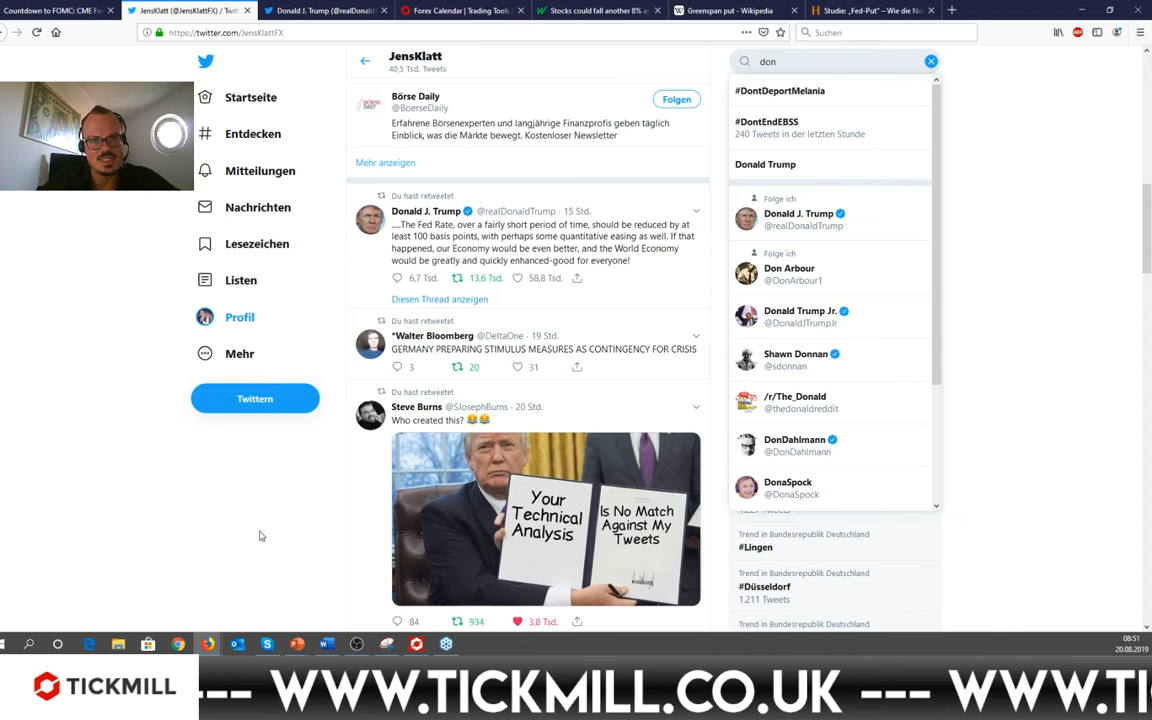 Countdown to FOMC: CME Fe
JensKlatt (@JensKlattFX) / Twitt
Donald J. Trump (@realDonald
Forex Calendar | Trading Tools
Stocks could fall another 8% as
Greenspan put - Wikipedia
Studie: „Fed-Put“ – Wie die No
https://twitter.com/JensKlattFX
Suchen
JensKlatt
40,5 Tsd. Tweets
don
Startseite
Entdecken
Mitteilungen
Nachrichten
Lesezeichen
Listen
Profil
Mehr
Twittern
Börse Daily
@BoerseDaily
Folgen
Erfahrene Börsenexperten und langjährige Finanzprofis geben täglich
Einblick, was die Märkte bewegt. Kostenloser Newsletter
Mehr anzeigen
Du hast retweetet
Donald J. Trump @realDonaldTrump · 15 Std.
....The Fed Rate, over a fairly short period of time, should be reduced by at
least 100 basis points, with perhaps some quantitative easing as well. If that
happened, our Economy would be even better, and the World Economy
would be greatly and quickly enhanced-good for everyone!
6,7 Tsd. 13,6 Tsd. 58,8 Tsd.
Diesen Thread anzeigen
Du hast retweetet
*Walter Bloomberg @DeltaOne · 19 Std.
GERMANY PREPARING STIMULUS MEASURES AS CONTINGENCY FOR CRISIS
3 20 31
Du hast retweetet
Steve Burns @SJosephBurns · 20 Std.
Who created this? 😂😂
Your
Technical
Analysis
Is No Match
Against My
Tweets
84 934 3,8 Tsd.
#DontDeportMelania
#DontEndEBSS
240 Tweets in der letzten Stunde
Donald Trump
Folge ich
Donald J. Trump
@realDonaldTrump
Folge ich
Don Arbour
@DonArbour1
Donald Trump Jr.
@DonaldJTrumpJr
Shawn Donnan
@sdonnan
/r/The_Donald
@thedonaldreddit
DonDahlmann
@DonDahlmann
DonaSpock
@DonaSpock
Trend in Bundesrepublik Deutschland
#Lingen
Trend in Bundesrepublik Deutschland
#Düsseldorf
1.211 Tweets
Trend in Bundesrepublik Deutschland
08:51
20.08.2019
TICKMILL
--- WWW.TICKMILL.CO.UK --- WWW.TI